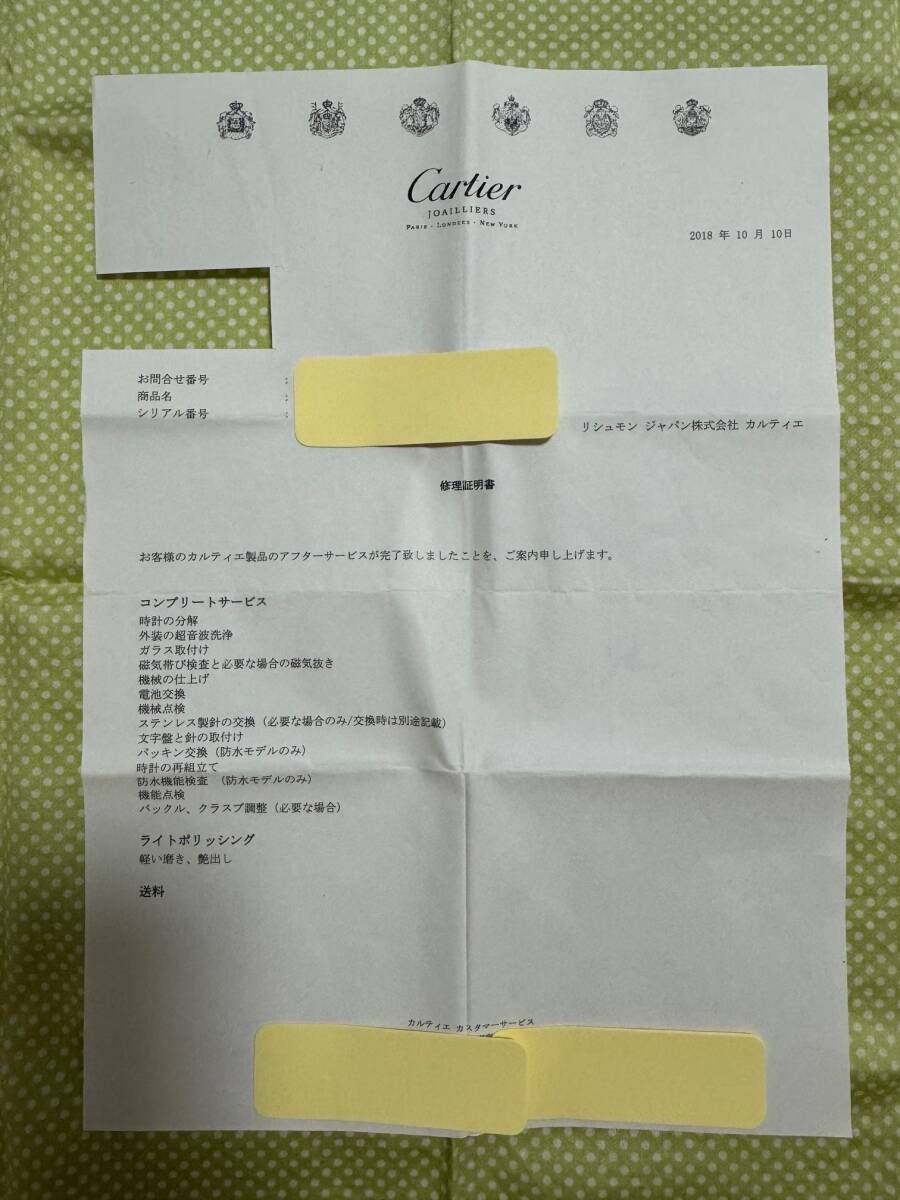 Cartier
JOAILLIERS
PARIS - LONDRES - NEW YORK
2018 年 10 月 10日
お問合せ番号 :
商品名 :
シリアル番号 :
リシュモン ジャパン株式会社 カルティエ
修理証明書
お客様のカルティエ製品のアフターサービスが完了致しましたことを、ご案内申し上げます。
コンプリートサービス
時計の分解
外装の超音波洗浄
ガラス取付け
磁気帯び検査と必要な場合の磁気抜き
機械の仕上げ
電池交換
機械点検
ステンレス製針の交換（必要な場合のみ/交換時は別途記載）
文字盤と針の取付け
パッキン交換（防水モデルのみ）
時計の再組立て
防水機能検査 （防水モデルのみ）
機能点検
バックル、クラスプ調整（必要な場合）
ライトポリッシング
軽い磨き、艶出し
送料
カルティエ カスタマーサービス